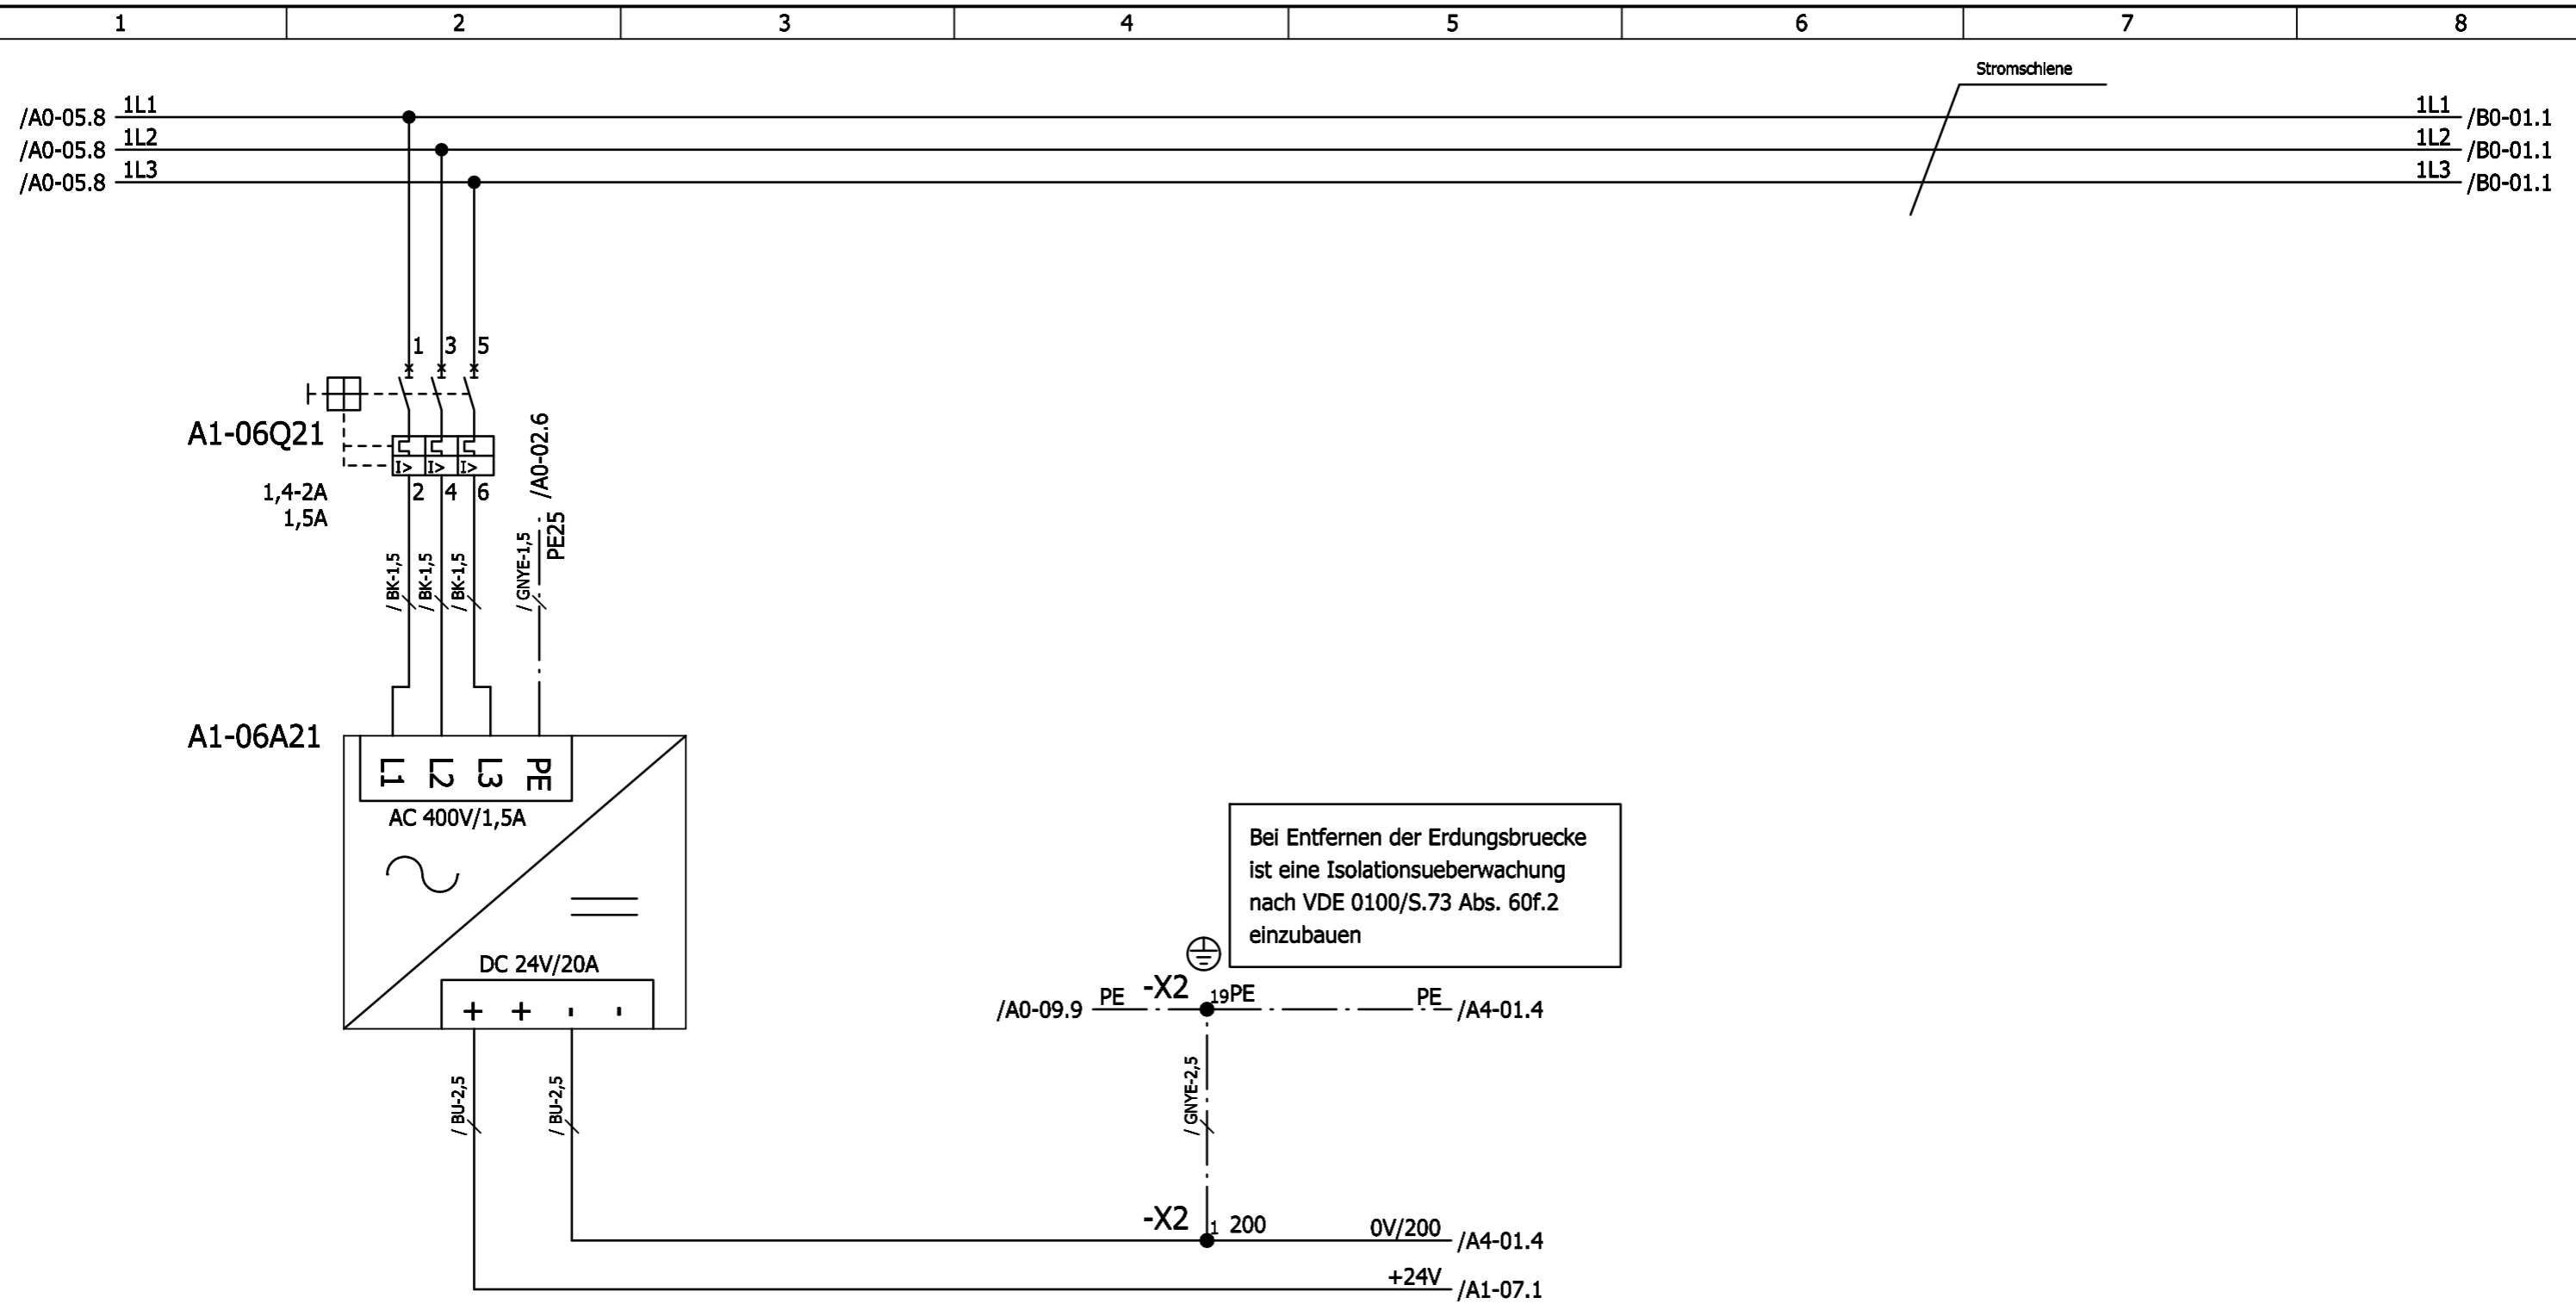 1 2 3 4 5 6 7 8
Stromschiene
/A0-05.8 1L1 1L1 /B0-01.1
/A0-05.8 1L2 1L2 /B0-01.1
/A0-05.8 1L3 1L3 /B0-01.1
1 3 5
A1-06Q21
I> I> I>
/A0-02.6
1,4-2A 2 4 6
1,5A
PE25
/ BK-1,5 / BK-1,5 / BK-1,5 / GNYE-1,5
A1-06A21
L1 L2 L3 PE
AC 400V/1,5A
Bei Entfernen der Erdungsbruecke
ist eine Isolationsueberwachung
nach VDE 0100/S.73 Abs. 60f.2
einzubauen
DC 24V/20A
+ + - -
/A0-09.9 PE -X2 19 PE PE /A4-01.4
/ BU-2,5 / BU-2,5 / GNYE-2,5
-X2 1 200 0V/200 /A4-01.4
+24V /A1-07.1